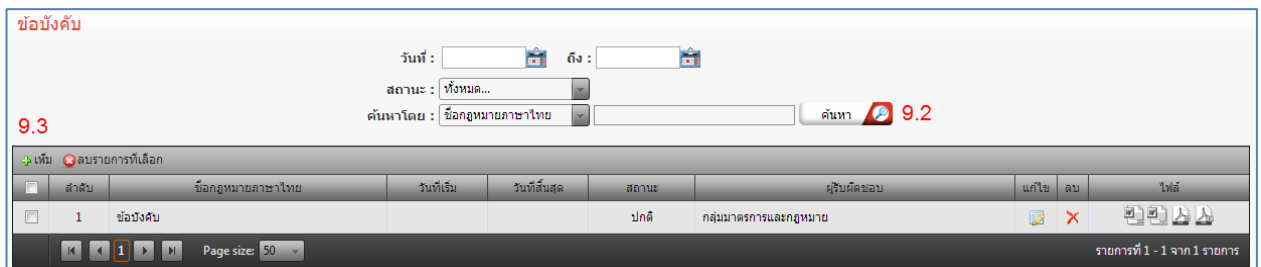 ข้อบังคับ
วันที่ : ถึง :
สถานะ : ทั้งหมด...
ค้นหาโดย : ชื่อกฎหมายภาษาไทย ค้นหา 9.2
9.3
เพิ่ม ลบรายการที่เลือก
ลำดับ ชื่อกฎหมายภาษาไทย วันที่เริ่ม วันที่สิ้นสุด สถานะ ผู้รับผิดชอบ แก้ไข ลบ ไฟล์
1 ข้อบังคับ ปกติ กลุ่มมาตรการและกฎหมาย
1 Page size: 50 รายการที่ 1 - 1 จาก 1 รายการ